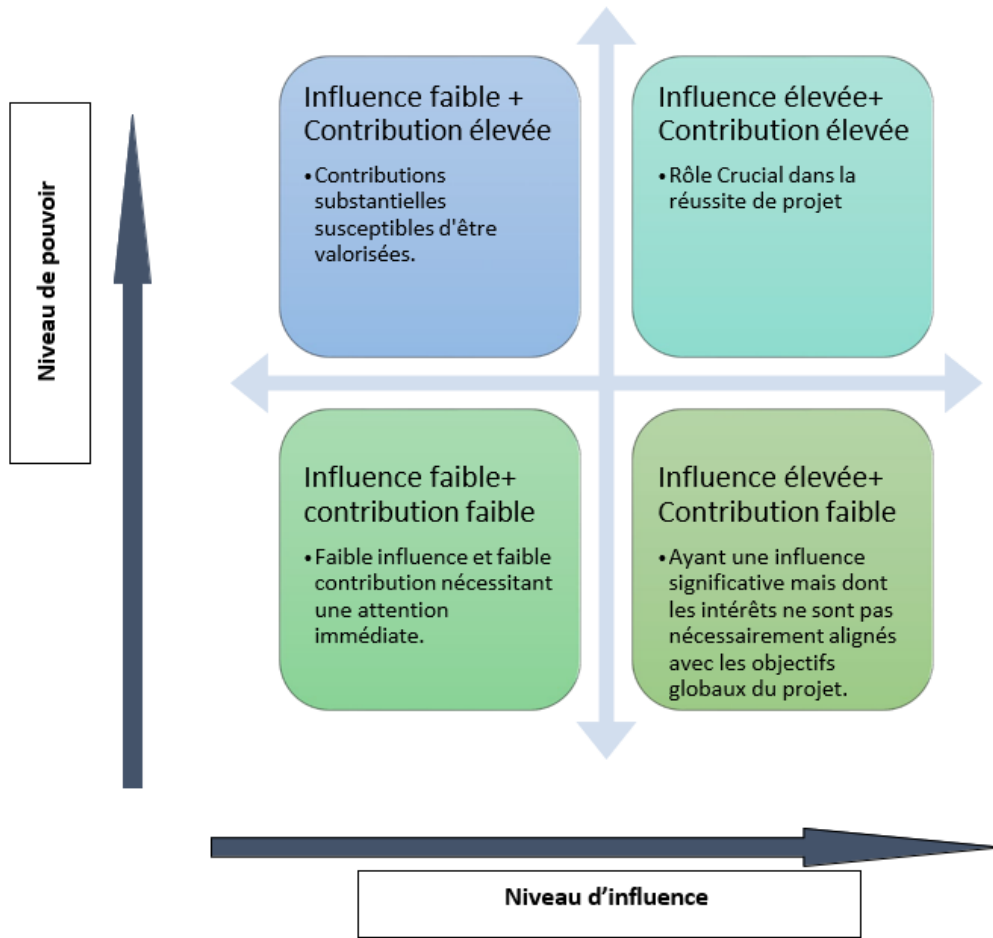 Niveau de pouvoir
Influence faible +
Contribution élevée
•Contributions
substantielles
susceptibles d'être
valorisées.
Influence élevée+
Contribution élevée
•Rôle Crucial dans la
réussite de projet
Influence faible+
contribution faible
•Faible influence et faible
contribution nécessitant
une attention
immédiate.
Influence élevée+
Contribution faible
•Ayant une influence
significative mais dont
les intérêts ne sont pas
nécessairement alignés
avec les objectifs
globaux du projet.
Niveau d’influence